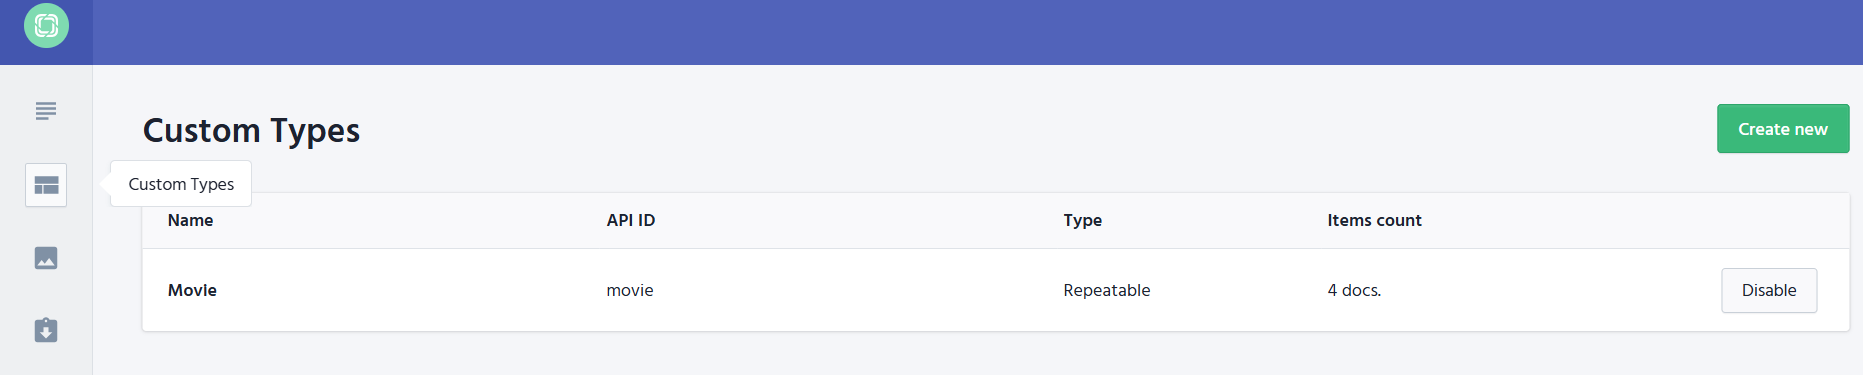 Custom Types
Create new
Custom Types
Name API ID Type Items count
Movie movie Repeatable 4 docs. Disable